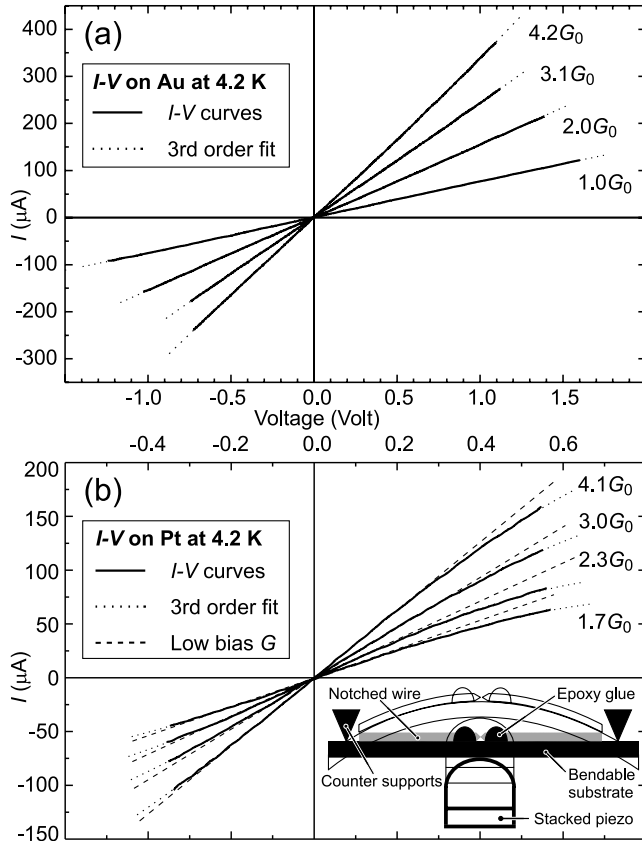 (a)
I-V on Au at 4.2 K
I-V curves
3rd order fit
4.2G₀
3.1G₀
2.0G₀
1.0G₀
I (µA)
400
300
200
100
0
-100
-200
-300
-1.0 -0.5 0.0 0.5 1.0 1.5
Voltage (Volt)
-0.4 -0.2 0.0 0.2 0.4 0.6
(b)
I-V on Pt at 4.2 K
I-V curves
3rd order fit
Low bias G
4.1G₀
3.0G₀
2.3G₀
1.7G₀
I (µA)
200
150
100
50
0
-50
-100
-150
Notched wire
Epoxy glue
Counter supports
Bendable
substrate
Stacked piezo